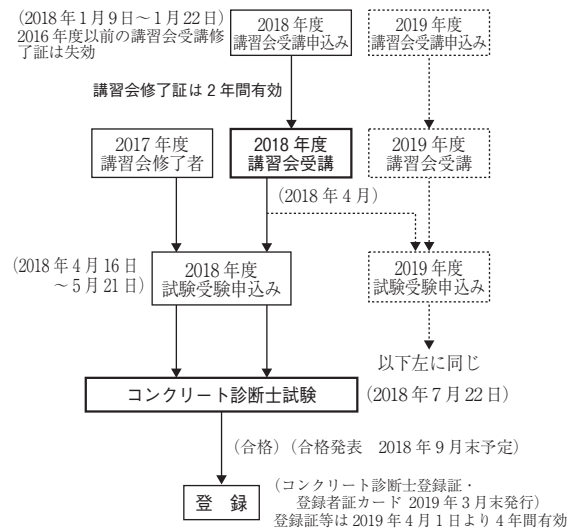 (2018年1月9日～1月22日)
2016年度以前の講習会受講修
了証は失効
2018年度
講習会受講申込み
2019年度
講習会受講申込み
講習会修了証は2年間有効
2017年度
講習会修了者
2018年度
講習会受講
2019年度
講習会受講
(2018年4月)
(2018年4月16日
～5月21日)
2018年度
試験受験申込み
2019年度
試験受験申込み
以下左に同じ
コンクリート診断士試験
(2018年7月22日)
(合格)(合格発表 2018年9月末予定)
登 録
(コンクリート診断士登録証・
登録者証カード 2019年3月末発行)
登録証等は2019年4月1日より4年間有効